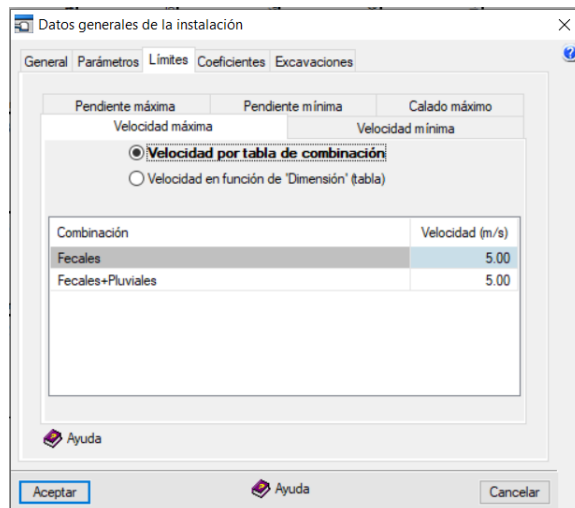 Datos generales de la instalación
General Parámetros Límites Coeficientes Excavaciones
Pendiente máxima Pendiente mínima Calado máximo
Velocidad máxima Velocidad mínima
Velocidad por tabla de combinación
Velocidad en función de 'Dimensión' (tabla)
Combinación Velocidad (m/s)
Fecales 5.00
Fecales+Pluviales 5.00
Ayuda
Aceptar Ayuda Cancelar